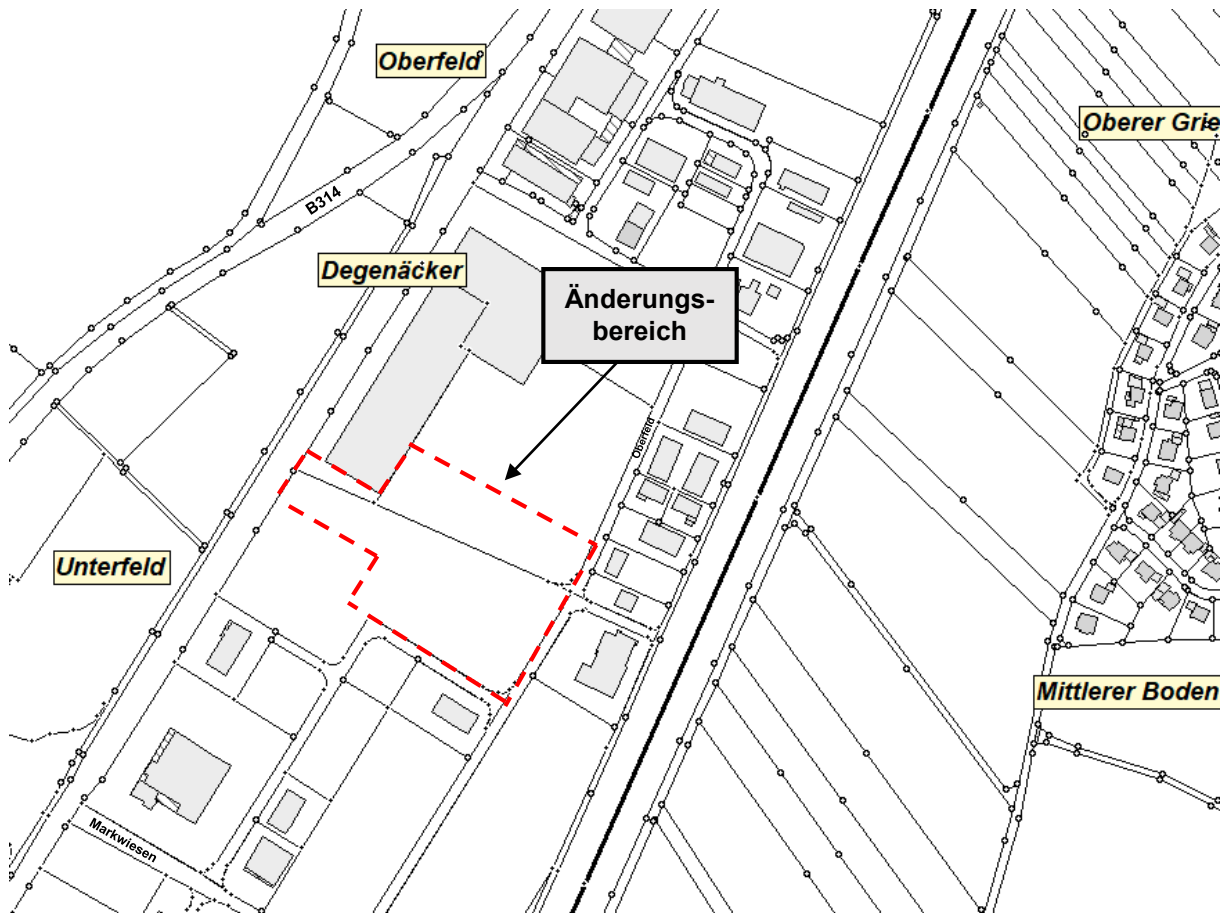 Oberfeld
Oberer Grie
B314
Degenäcker
Änderungs-
bereich
Oberfeld
Unterfeld
Mittlerer Boden
Markwiesen